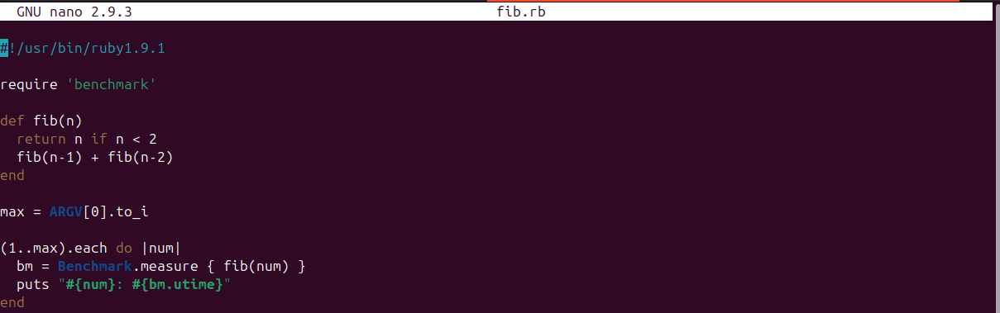 GNU nano 2.9.3 fib.rb
#!/usr/bin/ruby1.9.1
require 'benchmark'
def fib(n)
  return n if n < 2
  fib(n-1) + fib(n-2)
end
max = ARGV[0].to_i
(1..max).each do |num|
  bm = Benchmark.measure { fib(num) }
  puts "#{num}: #{bm.utime}"
end